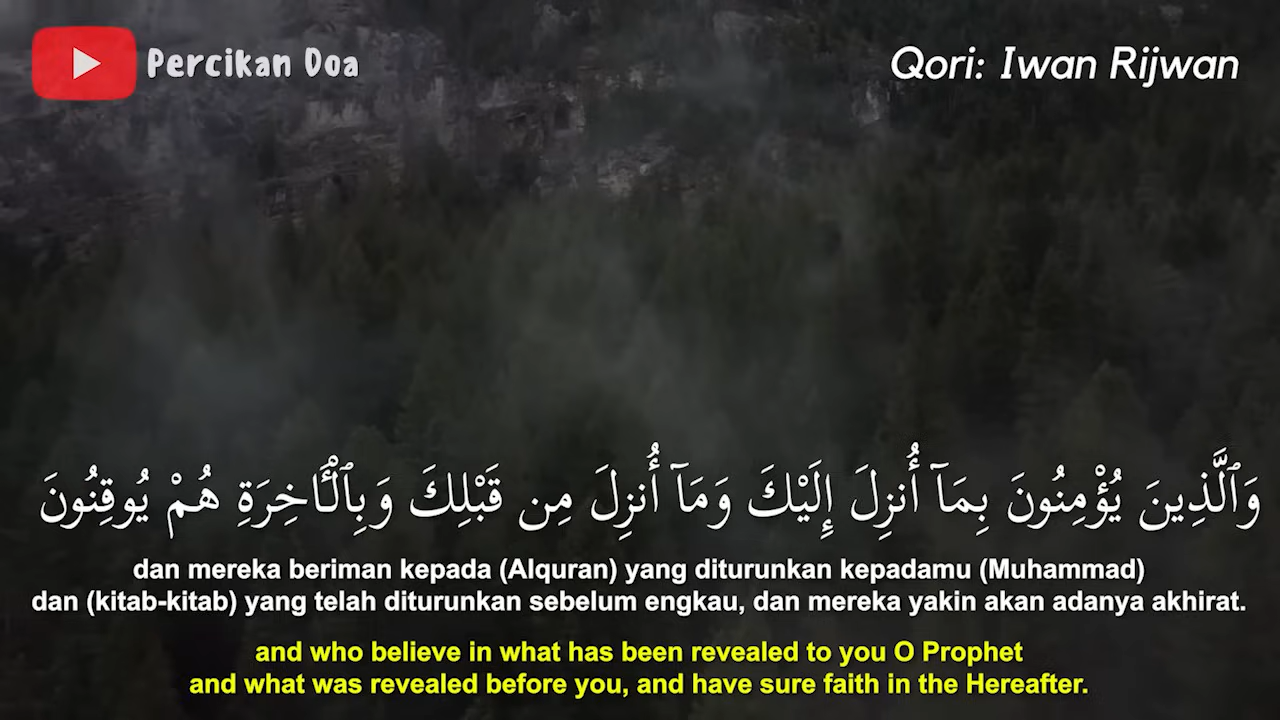 Percikan Doa
Qori: Iwan Rijwan
وَٱلَّذِينَ يُؤْمِنُونَ بِمَآ أُنزِلَ إِلَيْكَ وَمَآ أُنزِلَ مِن قَبْلِكَ وَبِٱلْـَٔاخِرَةِ هُمْ يُوقِنُونَ
dan mereka beriman kepada (Alquran) yang diturunkan kepadamu (Muhammad)
dan (kitab-kitab) yang telah diturunkan sebelum engkau, dan mereka yakin akan adanya akhirat.
and who believe in what has been revealed to you O Prophet
and what was revealed before you, and have sure faith in the Hereafter.